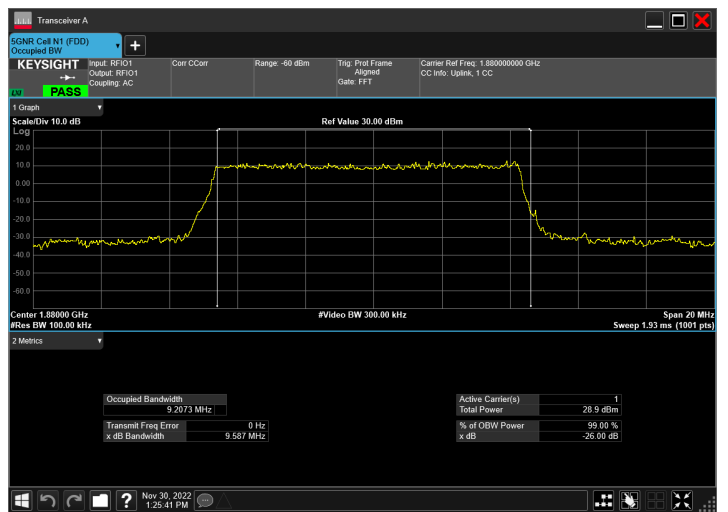 Transceiver A
5GNR Cell N1 (FDD)
Occupied BW
KEYSIGHT
LXI
PASS
Input: RFIO1
Output: RFIO1
Coupling: AC
Corr CCorr
Range: -60 dBm
Trig: Prot Frame
Aligned
Gate: FFT
Carrier Ref Freq: 1.880000000 GHz
CC Info: Uplink, 1 CC
1 Graph
Scale/Div 10.0 dB
Ref Value 30.00 dBm
Log
20.0
10.0
0.00
-10.0
-20.0
-30.0
-40.0
-50.0
-60.0
Center 1.88000 GHz
#Video BW 300.00 kHz
Span 20 MHz
#Res BW 100.00 kHz
Sweep 1.93 ms (1001 pts)
2 Metrics
Occupied Bandwidth
9.2073 MHz
Transmit Freq Error 0 Hz
x dB Bandwidth 9.587 MHz
Active Carrier(s) 1
Total Power 28.9 dBm
% of OBW Power 99.00 %
x dB -26.00 dB
?
Nov 30, 2022
1:25:41 PM